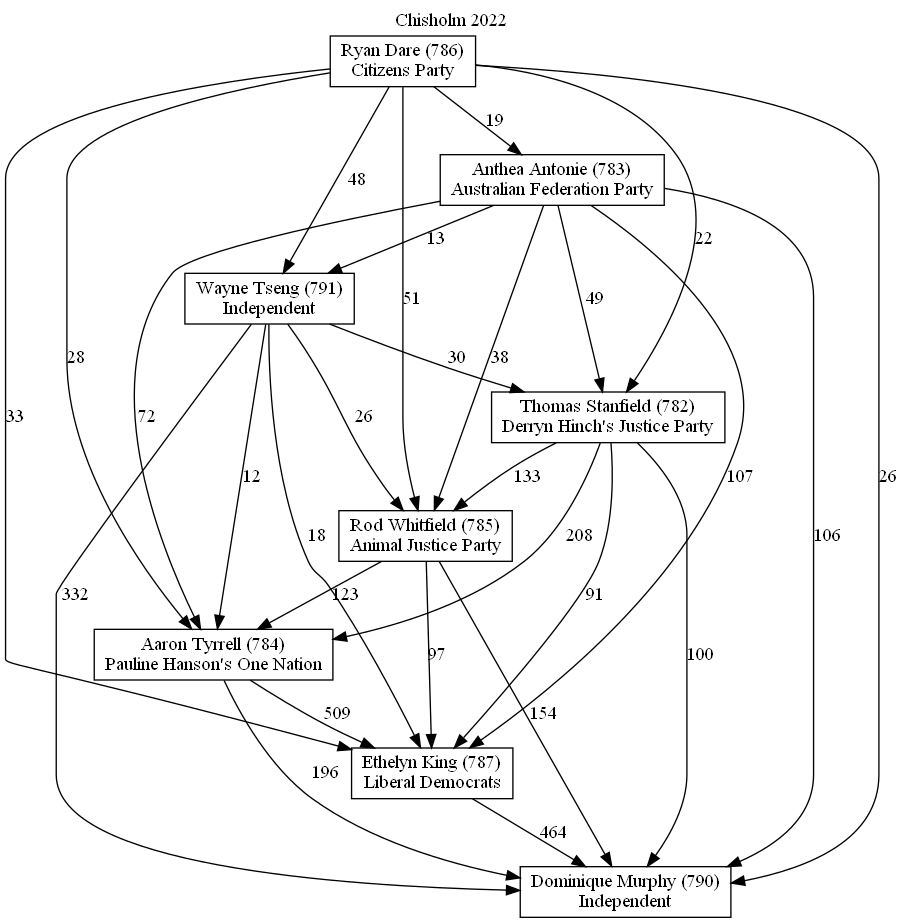 Chisholm 2022
Ryan Dare (786)
Citizens Party
19
Anthea Antonie (783)
Australian Federation Party
48
13
22
Wayne Tseng (791)
Independent
51
49
28
30
38
33
72
26
Thomas Stanfield (782)
Derryn Hinch's Justice Party
12
133
107
26
Rod Whitfield (785)
Animal Justice Party
18
208
106
332
123
91
Aaron Tyrrell (784)
Pauline Hanson's One Nation
97
100
509
154
196
Ethelyn King (787)
Liberal Democrats
464
Dominique Murphy (790)
Independent